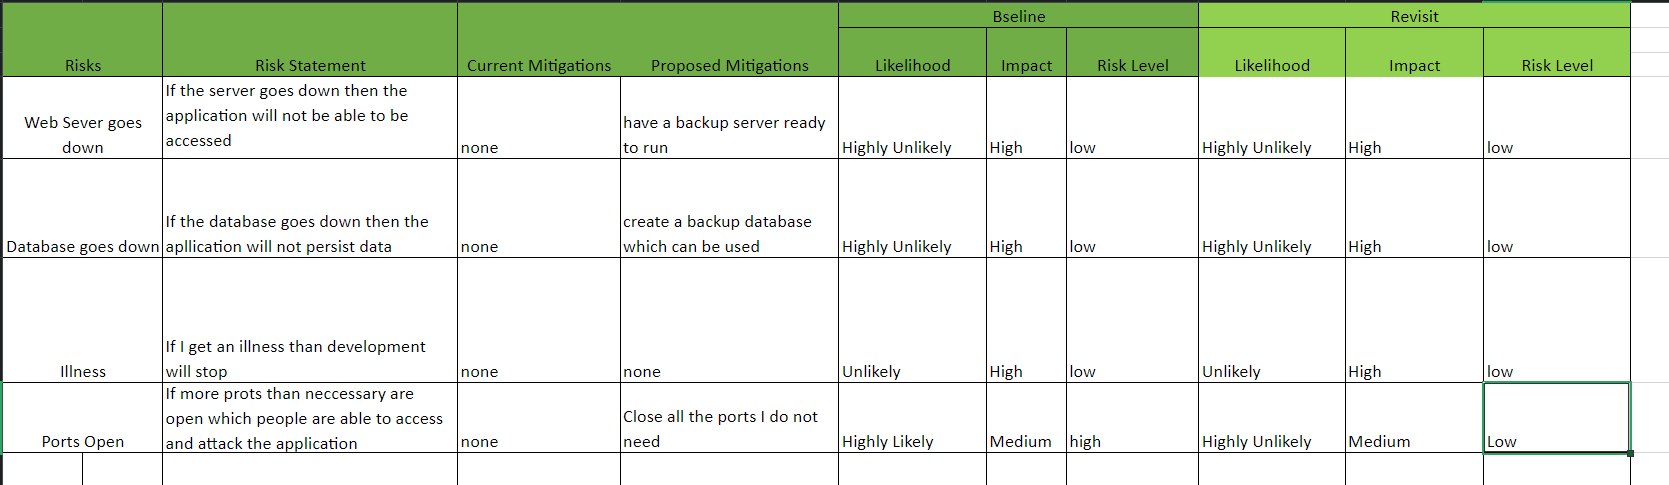 Bseline Revisit
Risks Risk Statement Current Mitigations Proposed Mitigations Likelihood Impact Risk Level Likelihood Impact Risk Level
If the server goes down then the
application will not be able to be
accessed
Web Sever goes
down
none
have a backup server ready
to run
Highly Unlikely High low Highly Unlikely High low
Database goes down
If the database goes down then the
apllication will not persist data
none
create a backup database
which can be used
Highly Unlikely High low Highly Unlikely High low
Illness
If I get an illness than development
will stop
none
none
Unlikely High low Unlikely High low
Ports Open
If more prots than neccessary are
open which people are able to access
and attack the application
none
Close all the ports I do not
need
Highly Likely Medium high Highly Unlikely Medium Low